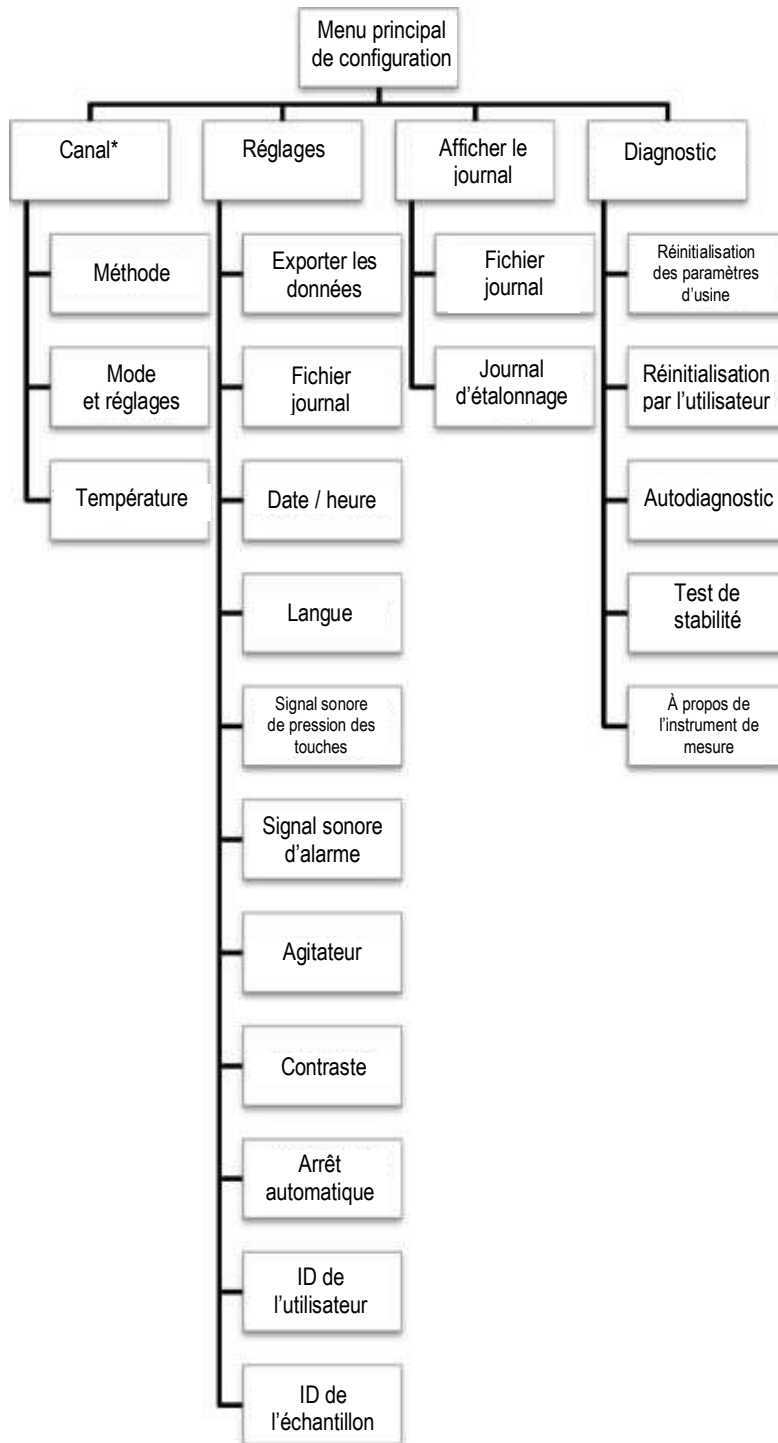 Menu principal
de configuration
Canal*
Méthode
Mode
et réglages
Température
Réglages
Exporter les
données
Fichier
journal
Date / heure
Langue
Signal sonore
de pression des
touches
Signal sonore
d'alarme
Agitateur
Contraste
Arrêt
automatique
ID de
l'utilisateur
ID de
l'échantillon
Afficher le
journal
Fichier
journal
Journal
d'étalonnage
Diagnostic
Réinitialisation
des paramètres
d'usine
Réinitialisation
par l'utilisateur
Autodiagnostic
Test de
stabilité
À propos de
l'instrument de
mesure